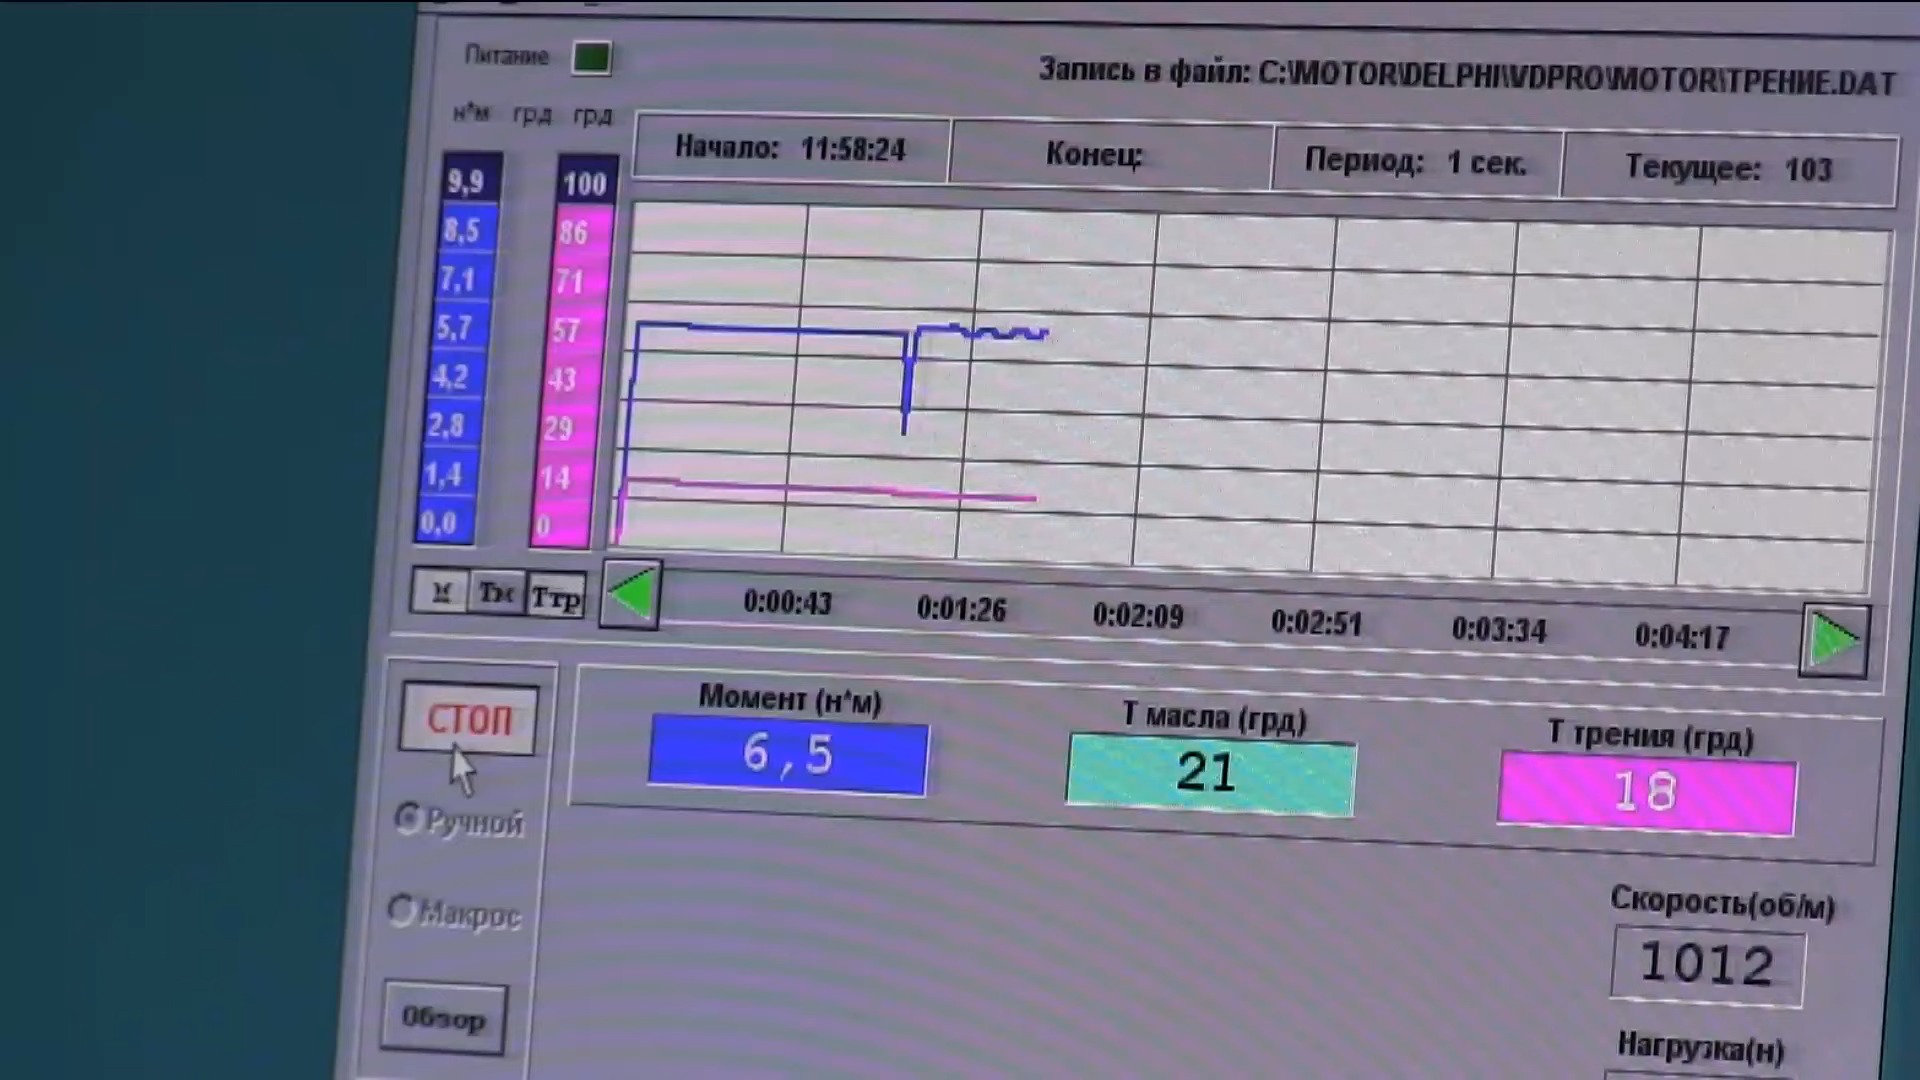 Питание
Запись в файл: C:\MOTOR\DELPHI\VDPRO\MOTOR\ТРЕНИЕ.DAT
н*м грд грд
Начало: 11:58:24 Конец: Период: 1 сек. Текущее: 103
9,9 100
8,5 86
7,1 71
5,7 57
4,2 43
2,8 29
1,4 14
0,0 0
М Тм Ттр
0:00:43 0:01:26 0:02:09 0:02:51 0:03:34 0:04:17
СТОП
Момент (н*м) Т масла (грд) Т трения (грд)
6,5 21 18
Ручной
Макрос
Скорость(об/м)
1012
Обзор
Нагрузка(н)